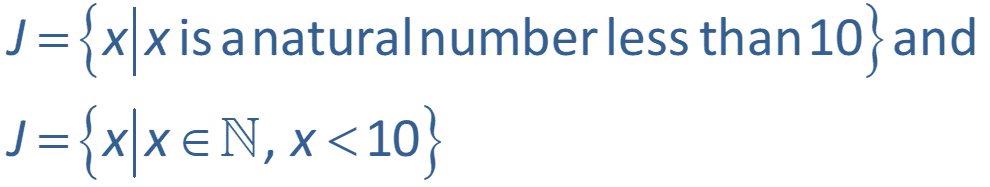 J = {x|x is a natural number less than 10} and
J = {x|x ∈ ℕ, x < 10}